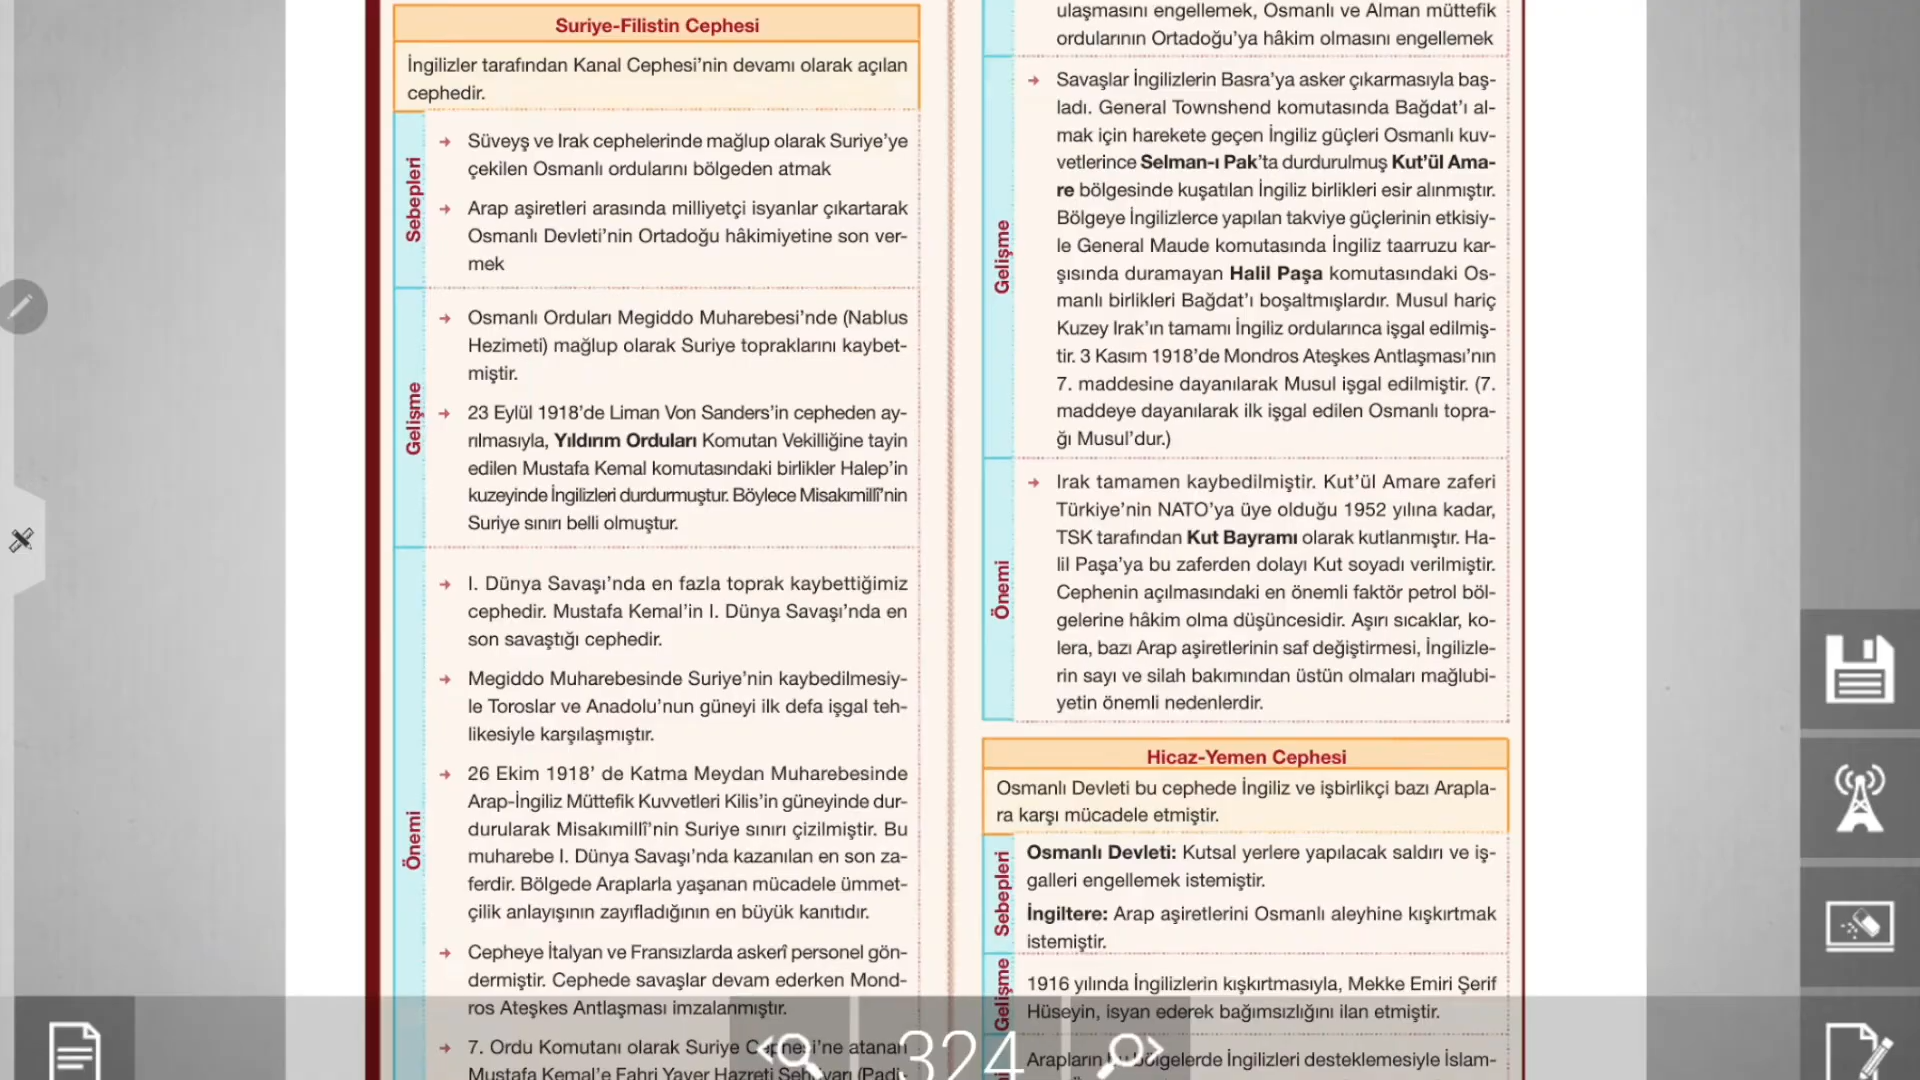 Suriye-Filistin Cephesi
İngilizler tarafından Kanal Cephesi’nin devamı olarak açılan
cephedir.
Sebepleri
Süveyş ve Irak cephelerinde mağlup olarak Suriye’ye
çekilen Osmanlı ordularını bölgeden atmak
Arap aşiretleri arasında milliyetçi isyanlar çıkartarak
Osmanlı Devleti’nin Ortadoğu hâkimiyetine son ver-
mek
Gelişme
Osmanlı Orduları Megiddo Muharebesi’nde (Nablus
Hezimeti) mağlup olarak Suriye topraklarını kaybet-
miştir.
23 Eylül 1918’de Liman Von Sanders’in cepheden ay-
rılmasıyla, Yıldırım Orduları Komutan Vekilliğine tayin
edilen Mustafa Kemal komutasındaki birlikler Halep’in
kuzeyinde İngilizleri durdurmuştur. Böylece Misakımillî’nin
Suriye sınırı belli olmuştur.
Önemi
I. Dünya Savaşı’nda en fazla toprak kaybettiğimiz
cephedir. Mustafa Kemal’in I. Dünya Savaşı’nda en
son savaştığı cephedir.
Megiddo Muharebesinde Suriye’nin kaybedilmesiy-
le Toroslar ve Anadolu’nun güneyi ilk defa işgal teh-
likesiyle karşılaşmıştır.
26 Ekim 1918’ de Katma Meydan Muharebesinde
Arap-İngiliz Müttefik Kuvvetleri Kilis’in güneyinde dur-
durularak Misakımillî’nin Suriye sınırı çizilmiştir. Bu
muharebe I. Dünya Savaşı’nda kazanılan en son za-
ferdir. Bölgede Araplarla yaşanan mücadele ümmet-
çilik anlayışının zayıfladığının en büyük kanıtıdır.
Cepheye İtalyan ve Fransızlarda askerî personel gön-
dermiştir. Cephede savaşlar devam ederken Mond-
ros Ateşkes Antlaşması imzalanmıştır.
7. Ordu Komutanı olarak Suriye Cephesi’ne atanan
Mustafa Kemal’e Fahri Yaver Hazreti Şehriyarı (Padi-
ulaşmasını engellemek, Osmanlı ve Alman müttefik
ordularının Ortadoğu’ya hâkim olmasını engellemek
Gelişme
Savaşlar İngilizlerin Basra’ya asker çıkarmasıyla baş-
ladı. General Townshend komutasında Bağdat’ı al-
mak için harekete geçen İngiliz güçleri Osmanlı kuv-
vetlerince Selman-ı Pak’ta durdurulmuş Kut’ül Ama-
re bölgesinde kuşatılan İngiliz birlikleri esir alınmıştır.
Bölgeye İngilizlerce yapılan takviye güçlerinin etkisiy-
le General Maude komutasında İngiliz taarruzu kar-
şısında duramayan Halil Paşa komutasındaki Os-
manlı birlikleri Bağdat’ı boşaltmışlardır. Musul hariç
Kuzey Irak’ın tamamı İngiliz ordularınca işgal edilmiş-
tir. 3 Kasım 1918’de Mondros Ateşkes Antlaşması’nın
7. maddesine dayanılarak Musul işgal edilmiştir. (7.
maddeye dayanılarak ilk işgal edilen Osmanlı topra-
ğı Musul’dur.)
Önemi
Irak tamamen kaybedilmiştir. Kut’ül Amare zaferi
Türkiye’nin NATO’ya üye olduğu 1952 yılına kadar,
TSK tarafından Kut Bayramı olarak kutlanmıştır. Ha-
lil Paşa’ya bu zaferden dolayı Kut soyadı verilmiştir.
Cephenin açılmasındaki en önemli faktör petrol böl-
gelerine hâkim olma düşüncesidir. Aşırı sıcaklar, ko-
lera, bazı Arap aşiretlerinin saf değiştirmesi, İngilizle-
rin sayı ve silah bakımından üstün olmaları mağlubi-
yetin önemli nedenlerdir.
Hicaz-Yemen Cephesi
Osmanlı Devleti bu cephede İngiliz ve işbirlikçi bazı Arapla-
ra karşı mücadele etmiştir.
Sebepleri
Osmanlı Devleti: Kutsal yerlere yapılacak saldırı ve iş-
galleri engellemek istemiştir.
İngiltere: Arap aşiretlerini Osmanlı aleyhine kışkırtmak
istemiştir.
Gelişme
1916 yılında İngilizlerin kışkırtmasıyla, Mekke Emiri Şerif
Hüseyin, isyan ederek bağımsızlığını ilan etmiştir.
Arapların bu bölgelerde İngilizleri desteklemesiyle İslam-
324